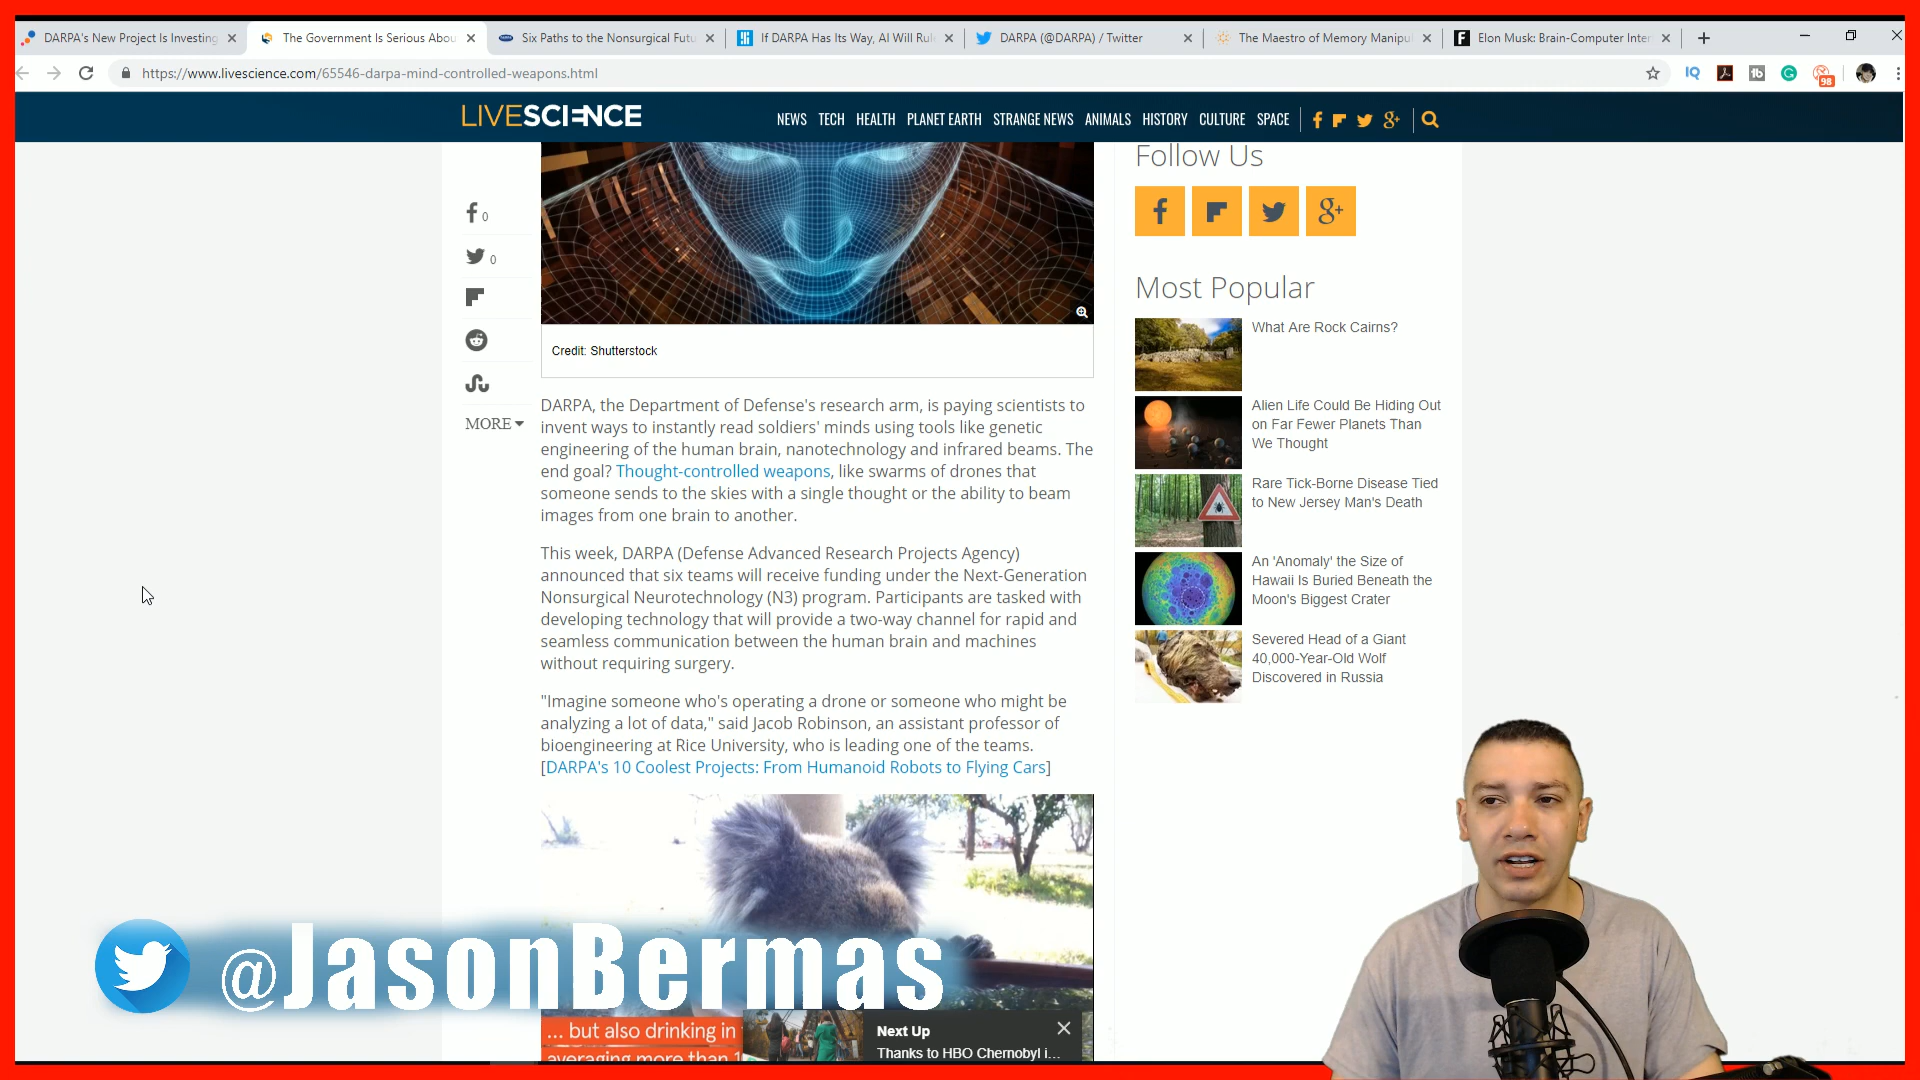 DARPA's New Project Is Investing
The Government Is Serious Abou
Six Paths to the Nonsurgical Futu
If DARPA Has Its Way, AI Will Rul
DARPA (@DARPA) / Twitter
The Maestro of Memory Manipu
Elon Musk: Brain-Computer Inter
https://www.livescience.com/65546-darpa-mind-controlled-weapons.html
98
LIVESCIENCE
NEWS TECH HEALTH PLANET EARTH STRANGE NEWS ANIMALS HISTORY CULTURE SPACE
0
0
MORE
Credit: Shutterstock
DARPA, the Department of Defense's research arm, is paying scientists to
invent ways to instantly read soldiers' minds using tools like genetic
engineering of the human brain, nanotechnology and infrared beams. The
end goal? Thought-controlled weapons, like swarms of drones that
someone sends to the skies with a single thought or the ability to beam
images from one brain to another.
This week, DARPA (Defense Advanced Research Projects Agency)
announced that six teams will receive funding under the Next-Generation
Nonsurgical Neurotechnology (N3) program. Participants are tasked with
developing technology that will provide a two-way channel for rapid and
seamless communication between the human brain and machines
without requiring surgery.
"Imagine someone who's operating a drone or someone who might be
analyzing a lot of data," said Jacob Robinson, an assistant professor of
bioengineering at Rice University, who is leading one of the teams.
[DARPA's 10 Coolest Projects: From Humanoid Robots to Flying Cars]
... but also drinking in
averaging more than 1
Next Up
Thanks to HBO Chernobyl i...
@JasonBermas
Follow Us
Most Popular
What Are Rock Cairns?
Alien Life Could Be Hiding Out
on Far Fewer Planets Than
We Thought
Rare Tick-Borne Disease Tied
to New Jersey Man's Death
An 'Anomaly' the Size of
Hawaii Is Buried Beneath the
Moon's Biggest Crater
Severed Head of a Giant
40,000-Year-Old Wolf
Discovered in Russia